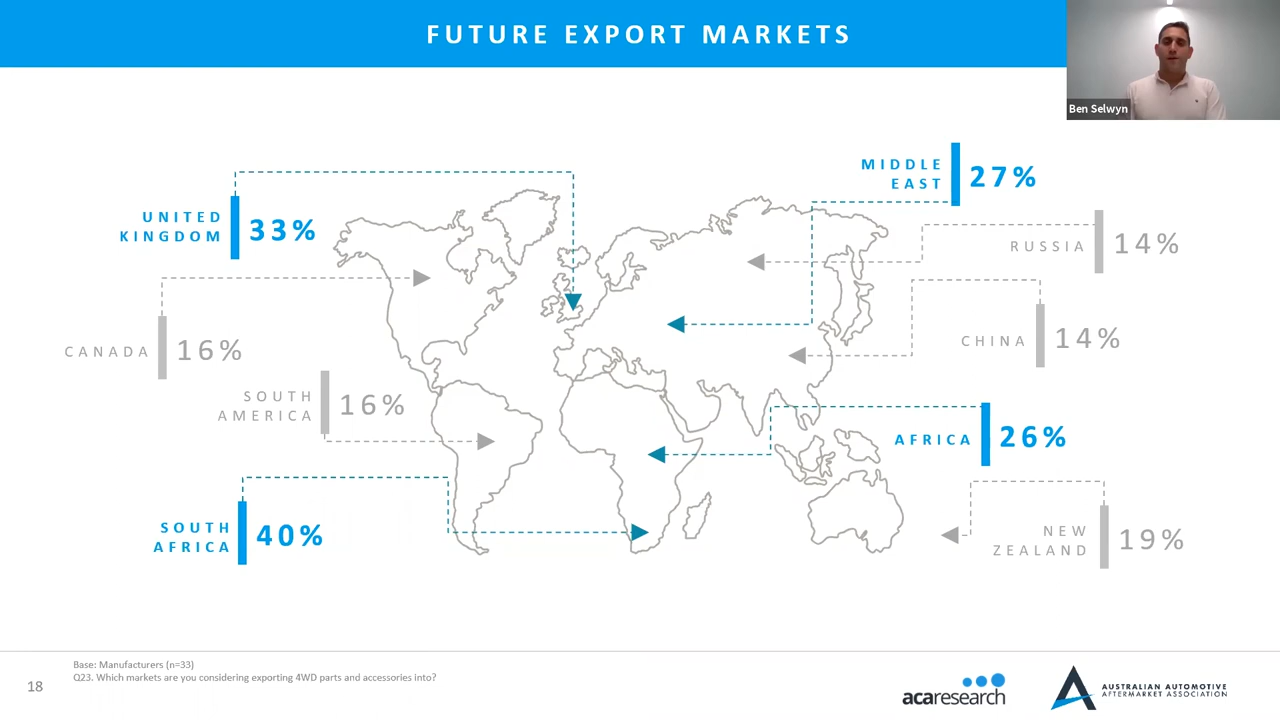 FUTURE EXPORT MARKETS
Ben Selwyn
UNITED
KINGDOM
33%
MIDDLE
EAST
27%
RUSSIA
14%
CANADA
16%
CHINA
14%
SOUTH
AMERICA
16%
AFRICA
26%
SOUTH
AFRICA
40%
NEW
ZEALAND
19%
Base: Manufacturers (n=33)
Q23. Which markets are you considering exporting 4WD parts and accessories into?
18
acaresearch
AUSTRALIAN AUTOMOTIVE
AFTERMARKET ASSOCIATION